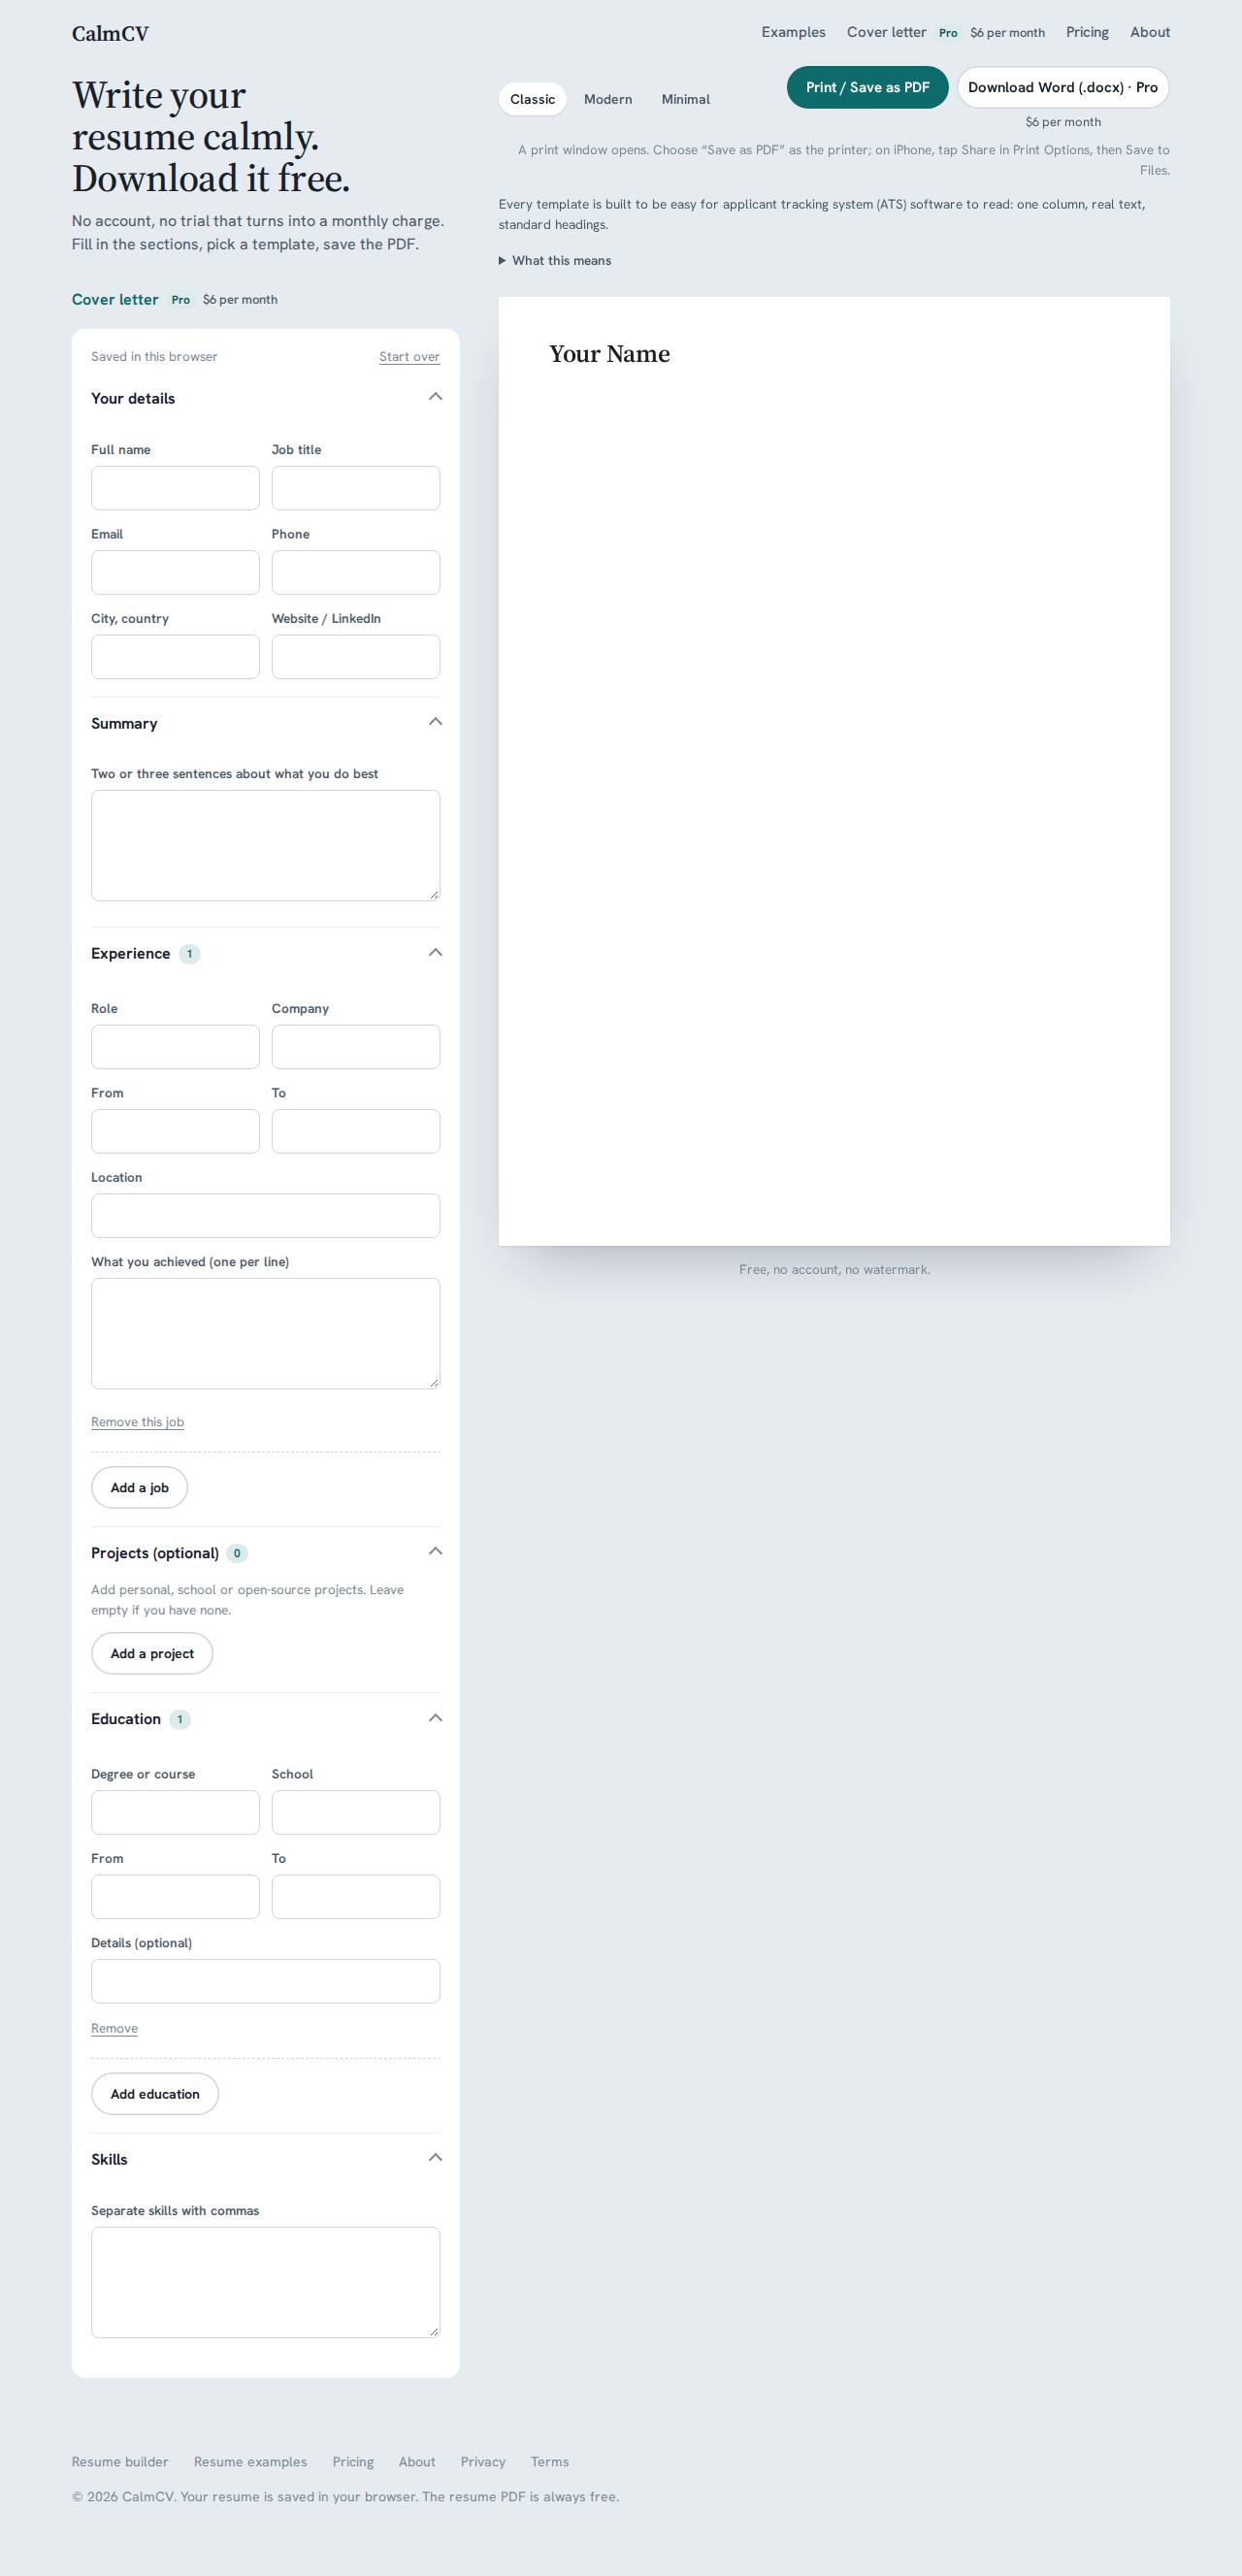 CalmCV
Examples Cover letter Pro $6 per month Pricing About
Write your
resume calmly.
Download it free.
No account, no trial that turns into a monthly charge.
Fill in the sections, pick a template, save the PDF.
Cover letter Pro $6 per month
Saved in this browser Start over
Your details
Full name Job title
Email Phone
City, country Website / LinkedIn
Summary
Two or three sentences about what you do best
Experience 1
Role Company
From To
Location
What you achieved (one per line)
Remove this job
Add a job
Projects (optional) 0
Add personal, school or open-source projects. Leave
empty if you have none.
Add a project
Education 1
Degree or course School
From To
Details (optional)
Remove
Add education
Skills
Separate skills with commas
Classic Modern Minimal
Print / Save as PDF Download Word (.docx) · Pro
$6 per month
A print window opens. Choose “Save as PDF” as the printer; on iPhone, tap Share in Print Options, then Save to
Files.
Every template is built to be easy for applicant tracking system (ATS) software to read: one column, real text,
standard headings.
What this means
Your Name
Free, no account, no watermark.
Resume builder Resume examples Pricing About Privacy Terms
© 2026 CalmCV. Your resume is saved in your browser. The resume PDF is always free.